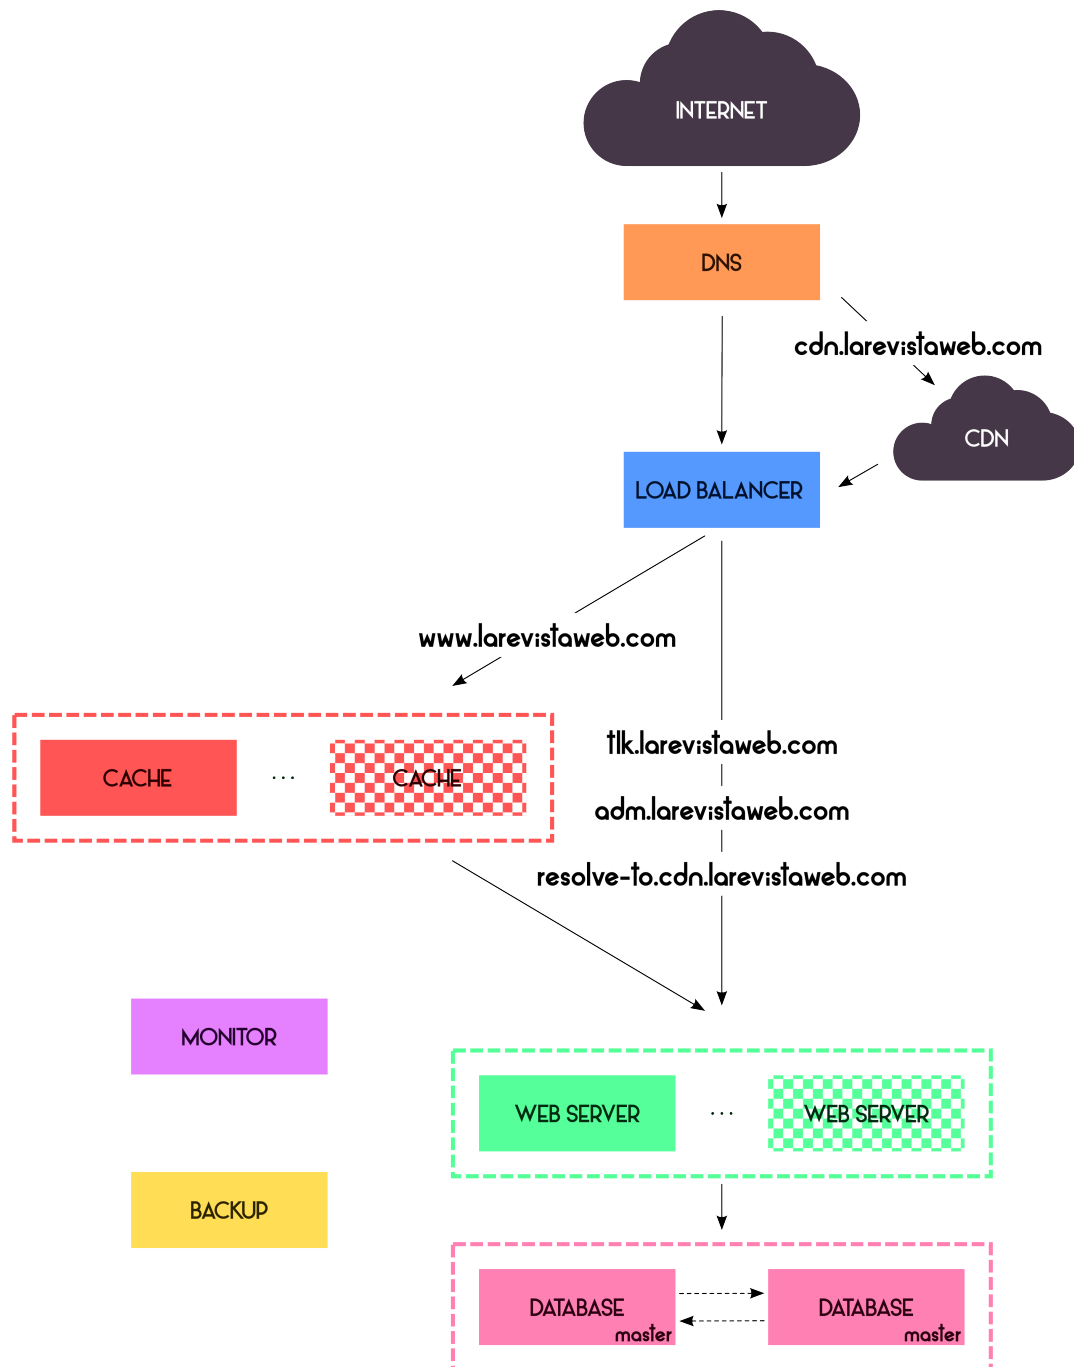 INTERNET
DNS
cdn.larevistaweb.com
CDN
LOAD BALANCER
www.larevistaweb.com
tlk.larevistaweb.com
CACHE ... CACHE
adm.larevistaweb.com
resolve-to.cdn.larevistaweb.com
MONITOR
WEB SERVER ... WEB SERVER
BACKUP
DATABASE DATABASE
master master